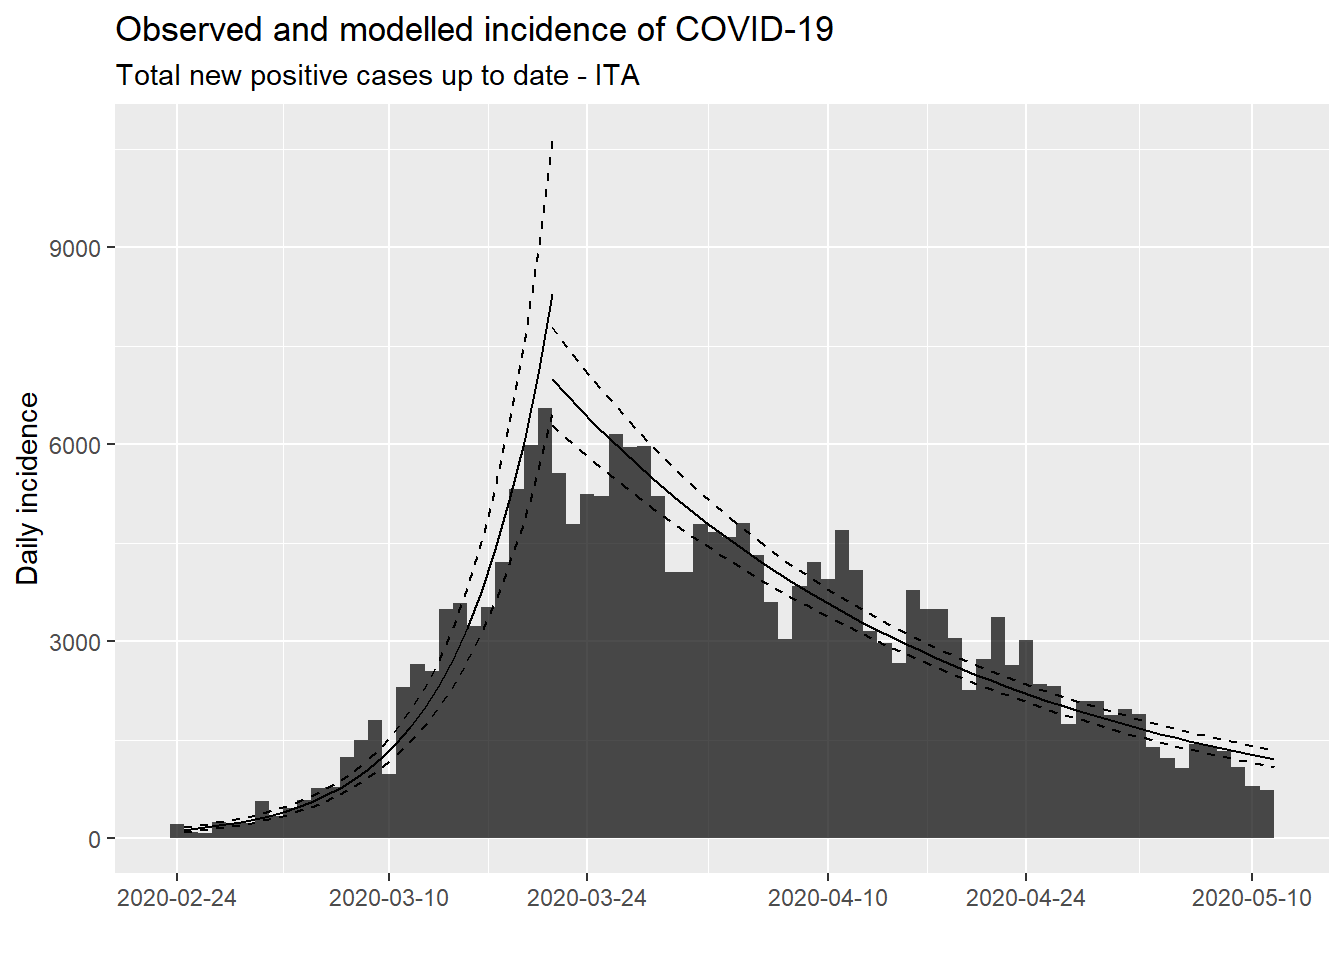 Observed and modelled incidence of COVID-19
Total new positive cases up to date - ITA
Daily incidence
9000
6000
3000
0
2020-02-24 2020-03-10 2020-03-24 2020-04-10 2020-04-24 2020-05-10